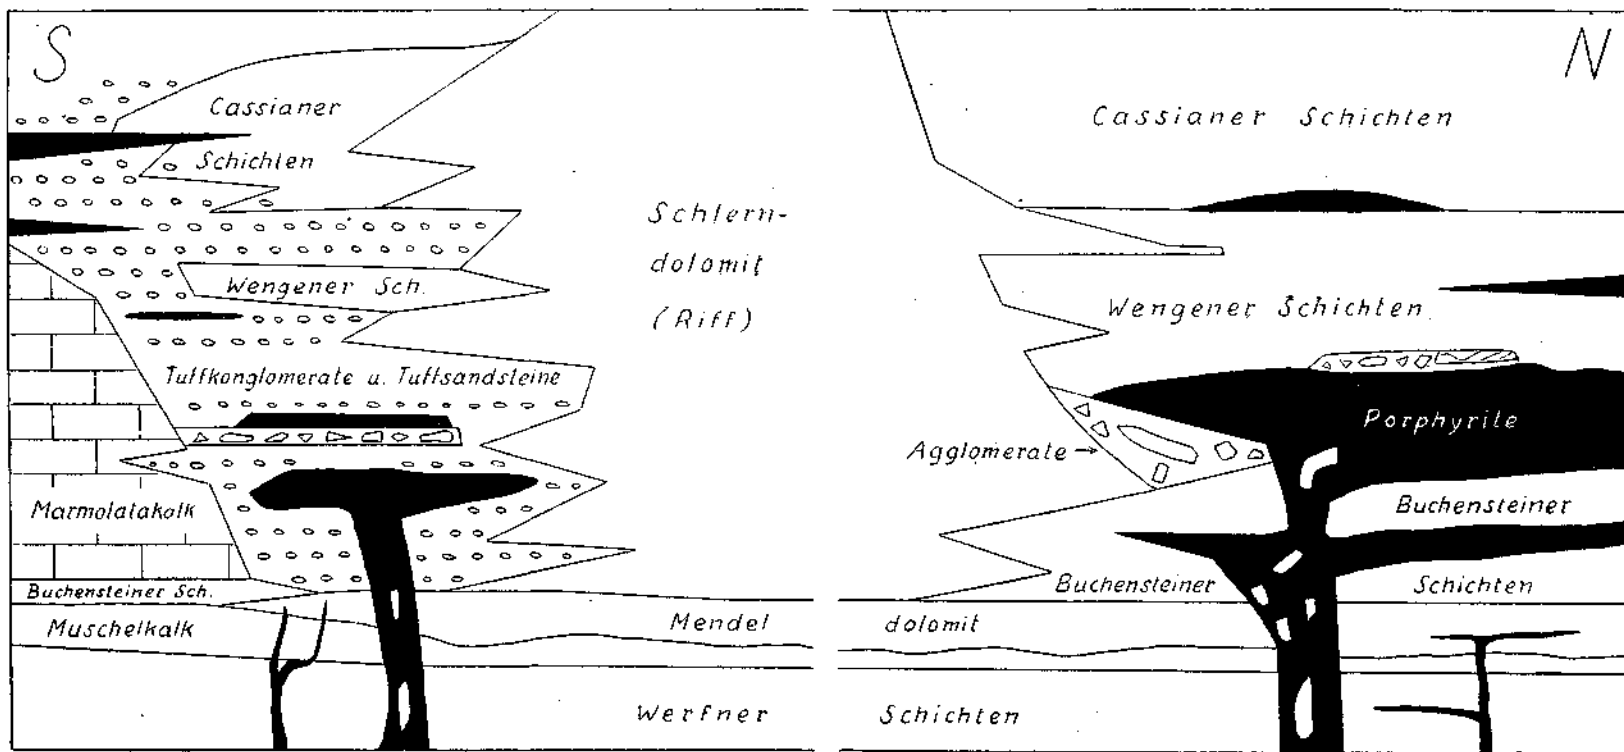 S
N
Cassianer
Schichten
Cassianer Schichten
Schlern-
dolomit
(Riff)
Wengener Sch.
Wengener Schichten
Tuffkonglomerate u. Tuffsandsteine
Porphyrite
Agglomerate
Marmolatakalk
Buchensteiner
Buchensteiner Schichten
Buchensteiner Sch.
Muschelkalk
Mendel dolomit
Werfner Schichten